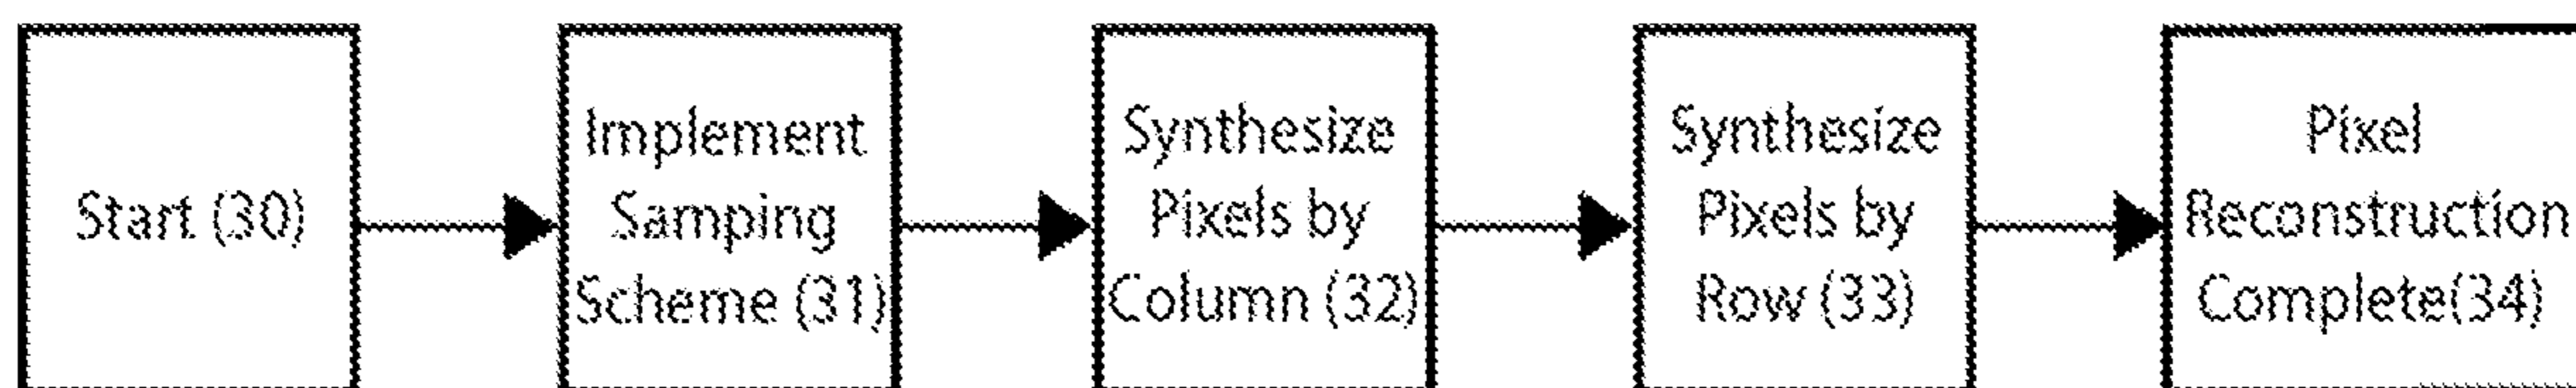 Start (30)
Implement
Samping
Scheme (31)
Synthesize
Pixels by
Column (32)
Synthesize
Pixels by
Row (33)
Pixel
Reconstruction
Complete(34)